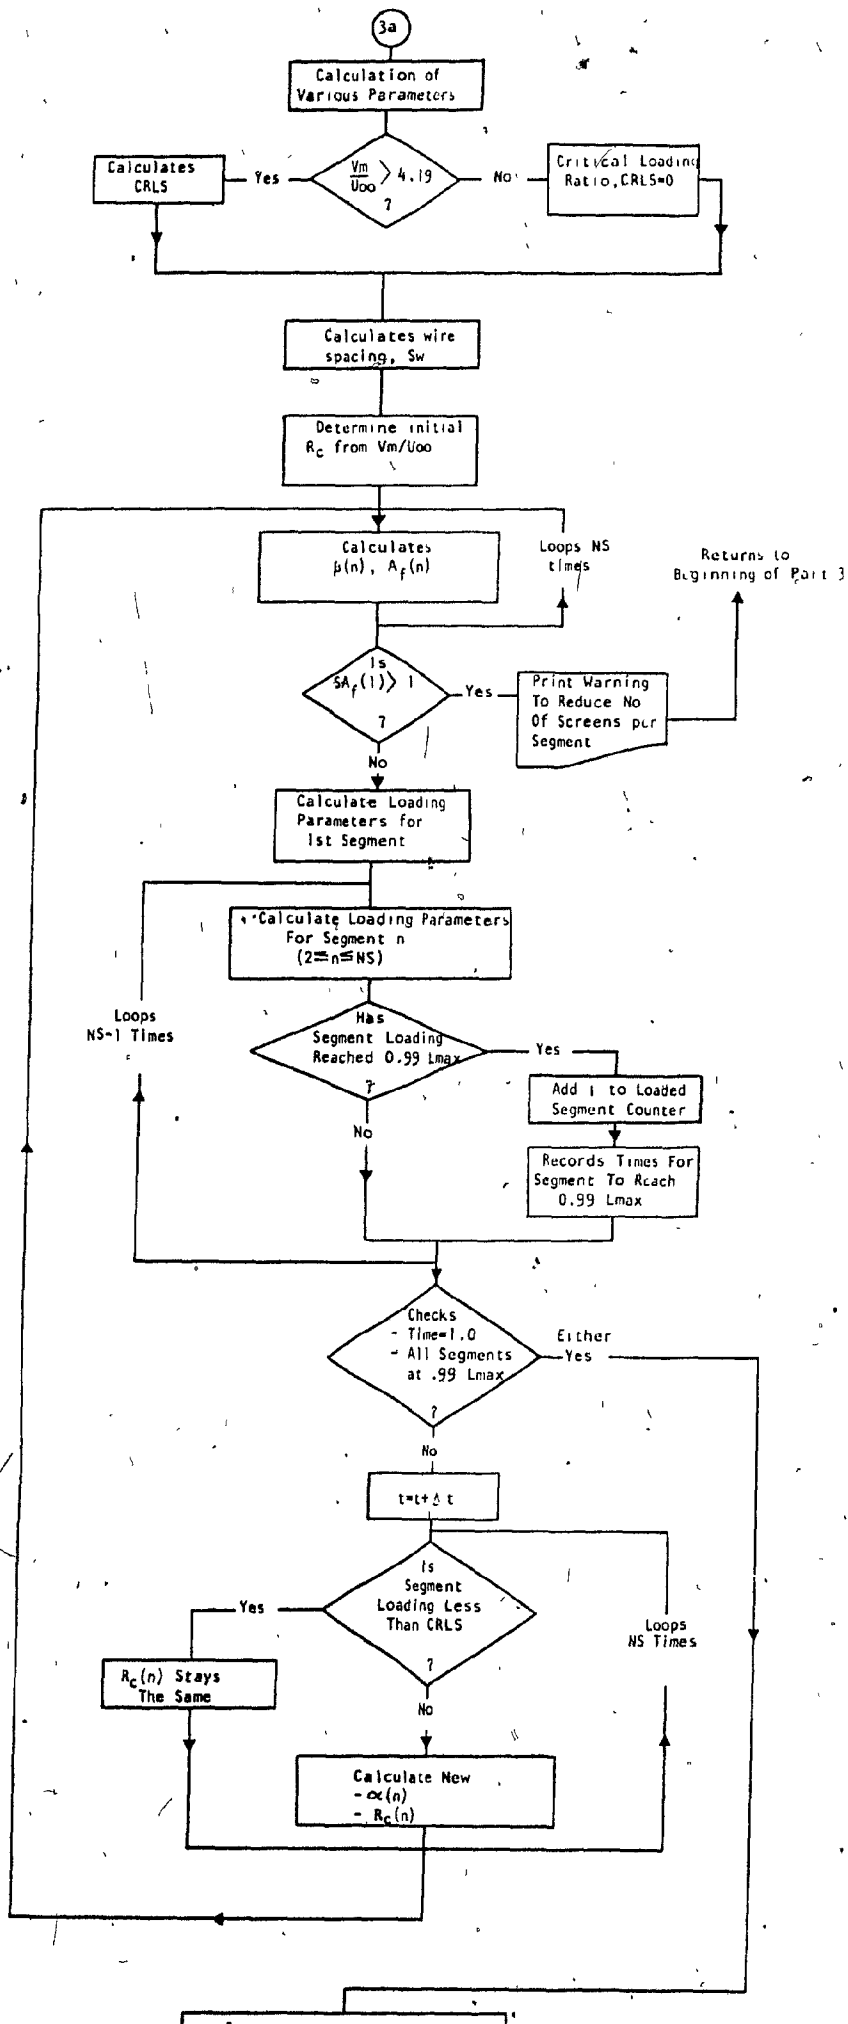 3a
Calculation of
Various Parameters
Calculates
CRLS
Yes
Vm
Uoo
> 4.19
?
No
Critical Loading
Ratio, CRLS=0
Calculates wire
spacing, Sw
Determine initial
Rc from Vm/Uoo
Calculates
β(n), Af(n)
Loops NS
times
Returns to
Beginning of Part 3
Is
SAf(1) > 1
?
Yes
Print Warning
To Reduce No
Of Screens per
Segment
No
Calculate Loading
Parameters for
1st Segment
Calculate Loading Parameters
For Segment n
(2≤n≤NS)
Loops
NS-1 Times
Has
Segment Loading
Reached 0.99 Lmax
?
Yes
Add 1 to Loaded
Segment Counter
No
Records Times For
Segment To Reach
0.99 Lmax
Checks
- Time=1.0
- All Segments
at .99 Lmax
?
Either
Yes
No
t=t+Δt
Is
Segment
Loading Less
Than CRLS
?
Yes
Loops
NS Times
Rc(n) Stays
The Same
No
Calculate New
- ∝(n)
- Rc(n)